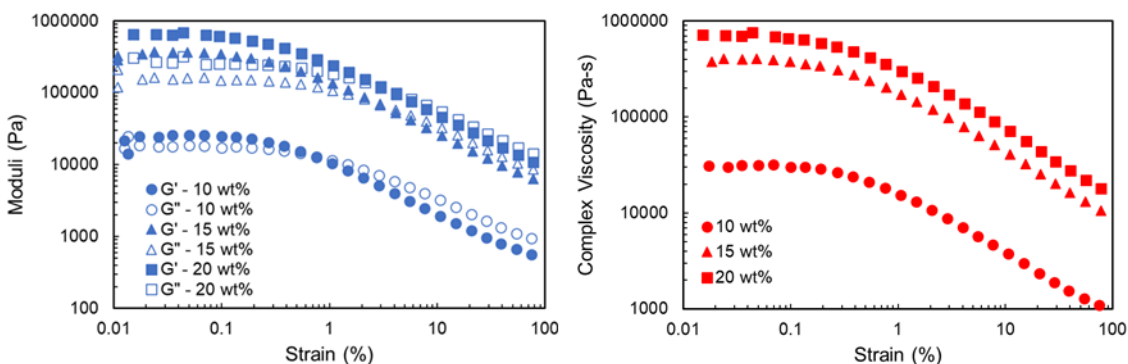 1000000
100000
10000
1000
100
Moduli (Pa)
G' - 10 wt%
G" - 10 wt%
G' - 15 wt%
G" - 15 wt%
G' - 20 wt%
G" - 20 wt%
0.01 0.1 1 10 100
Strain (%)
1000000
100000
10000
1000
Complex Viscosity (Pa-s)
10 wt%
15 wt%
20 wt%
0.01 0.1 1 10 100
Strain (%)